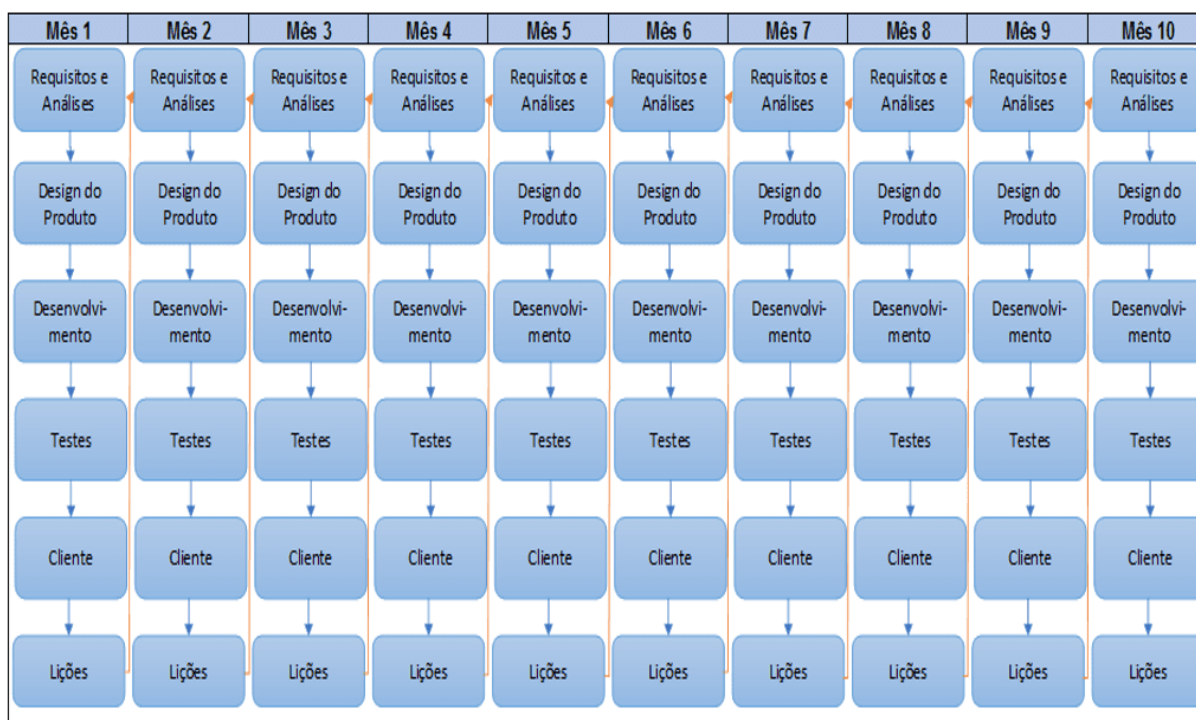 Mês 1 Mês 2 Mês 3 Mês 4 Mês 5 Mês 6 Mês 7 Mês 8 Mês 9 Mês 10
Requisitos e Requisitos e Requisitos e Requisitos e Requisitos e Requisitos e Requisitos e Requisitos e Requisitos e Requisitos e
Análises Análises Análises Análises Análises Análises Análises Análises Análises Análises
Design do Design do Design do Design do Design do Design do Design do Design do Design do Design do
Produto Produto Produto Produto Produto Produto Produto Produto Produto Produto
Desenvolvi- Desenvolvi- Desenvolvi- Desenvolvi- Desenvolvi- Desenvolvi- Desenvolvi- Desenvolvi- Desenvolvi- Desenvolvi-
mento mento mento mento mento mento mento mento mento mento
Testes Testes Testes Testes Testes Testes Testes Testes Testes Testes
Cliente Cliente Cliente Cliente Cliente Cliente Cliente Cliente Cliente Cliente
Lições Lições Lições Lições Lições Lições Lições Lições Lições Lições